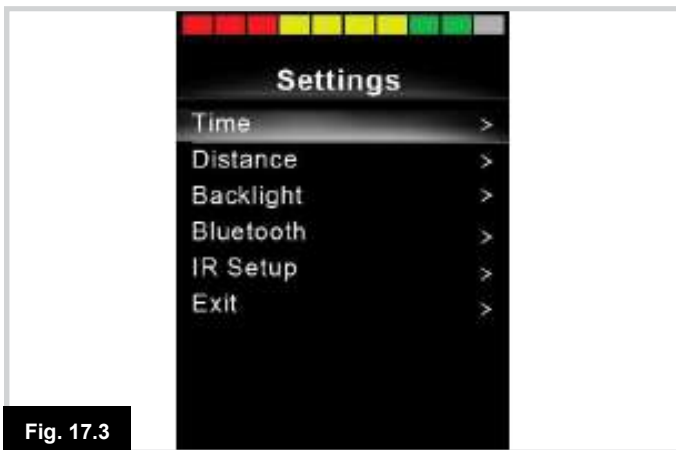 Settings
Time >
Distance >
Backlight >
Bluetooth >
IR Setup >
Exit >
Fig. 17.3